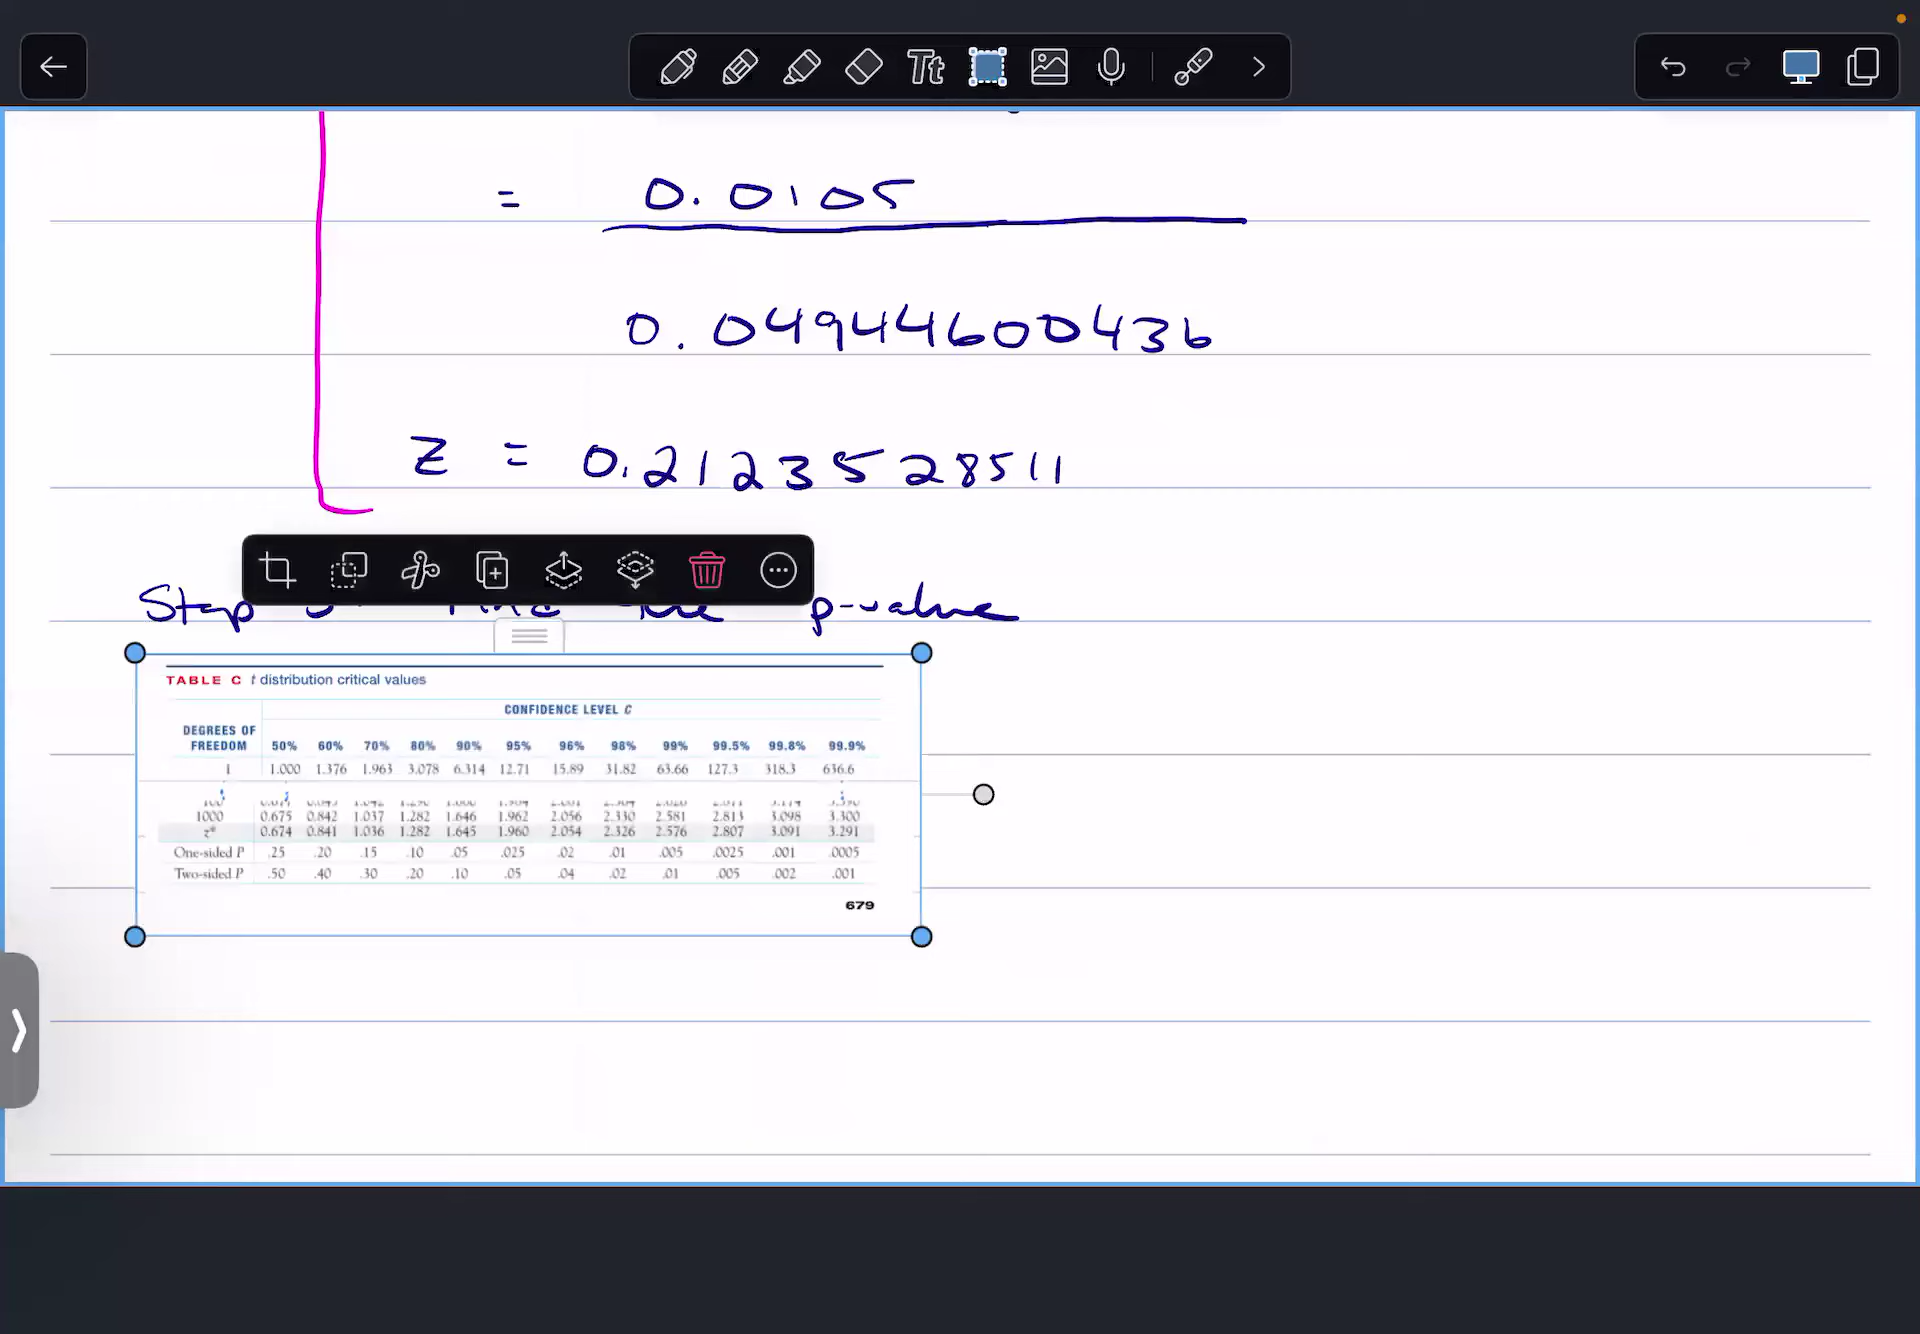 Tt
= 0.0105
0.04944600436
z = 0.2123528511
Step the p-value
TABLE C t distribution critical values
CONFIDENCE LEVEL C
DEGREES OF
FREEDOM 50% 60% 70% 80% 90% 95% 96% 98% 99% 99.5% 99.8% 99.9%
1 1.000 1.376 1.963 3.078 6.314 12.71 15.89 31.82 63.66 127.3 318.3 636.6
1000 0.675 0.842 1.037 1.282 1.646 1.962 2.056 2.330 2.581 2.813 3.098 3.300
z* 0.674 0.841 1.036 1.282 1.645 1.960 2.054 2.326 2.576 2.807 3.091 3.291
One-sided P .25 .20 .15 .10 .05 .025 .02 .01 .005 .0025 .001 .0005
Two-sided P .50 .40 .30 .20 .10 .05 .04 .02 .01 .005 .002 .001
679